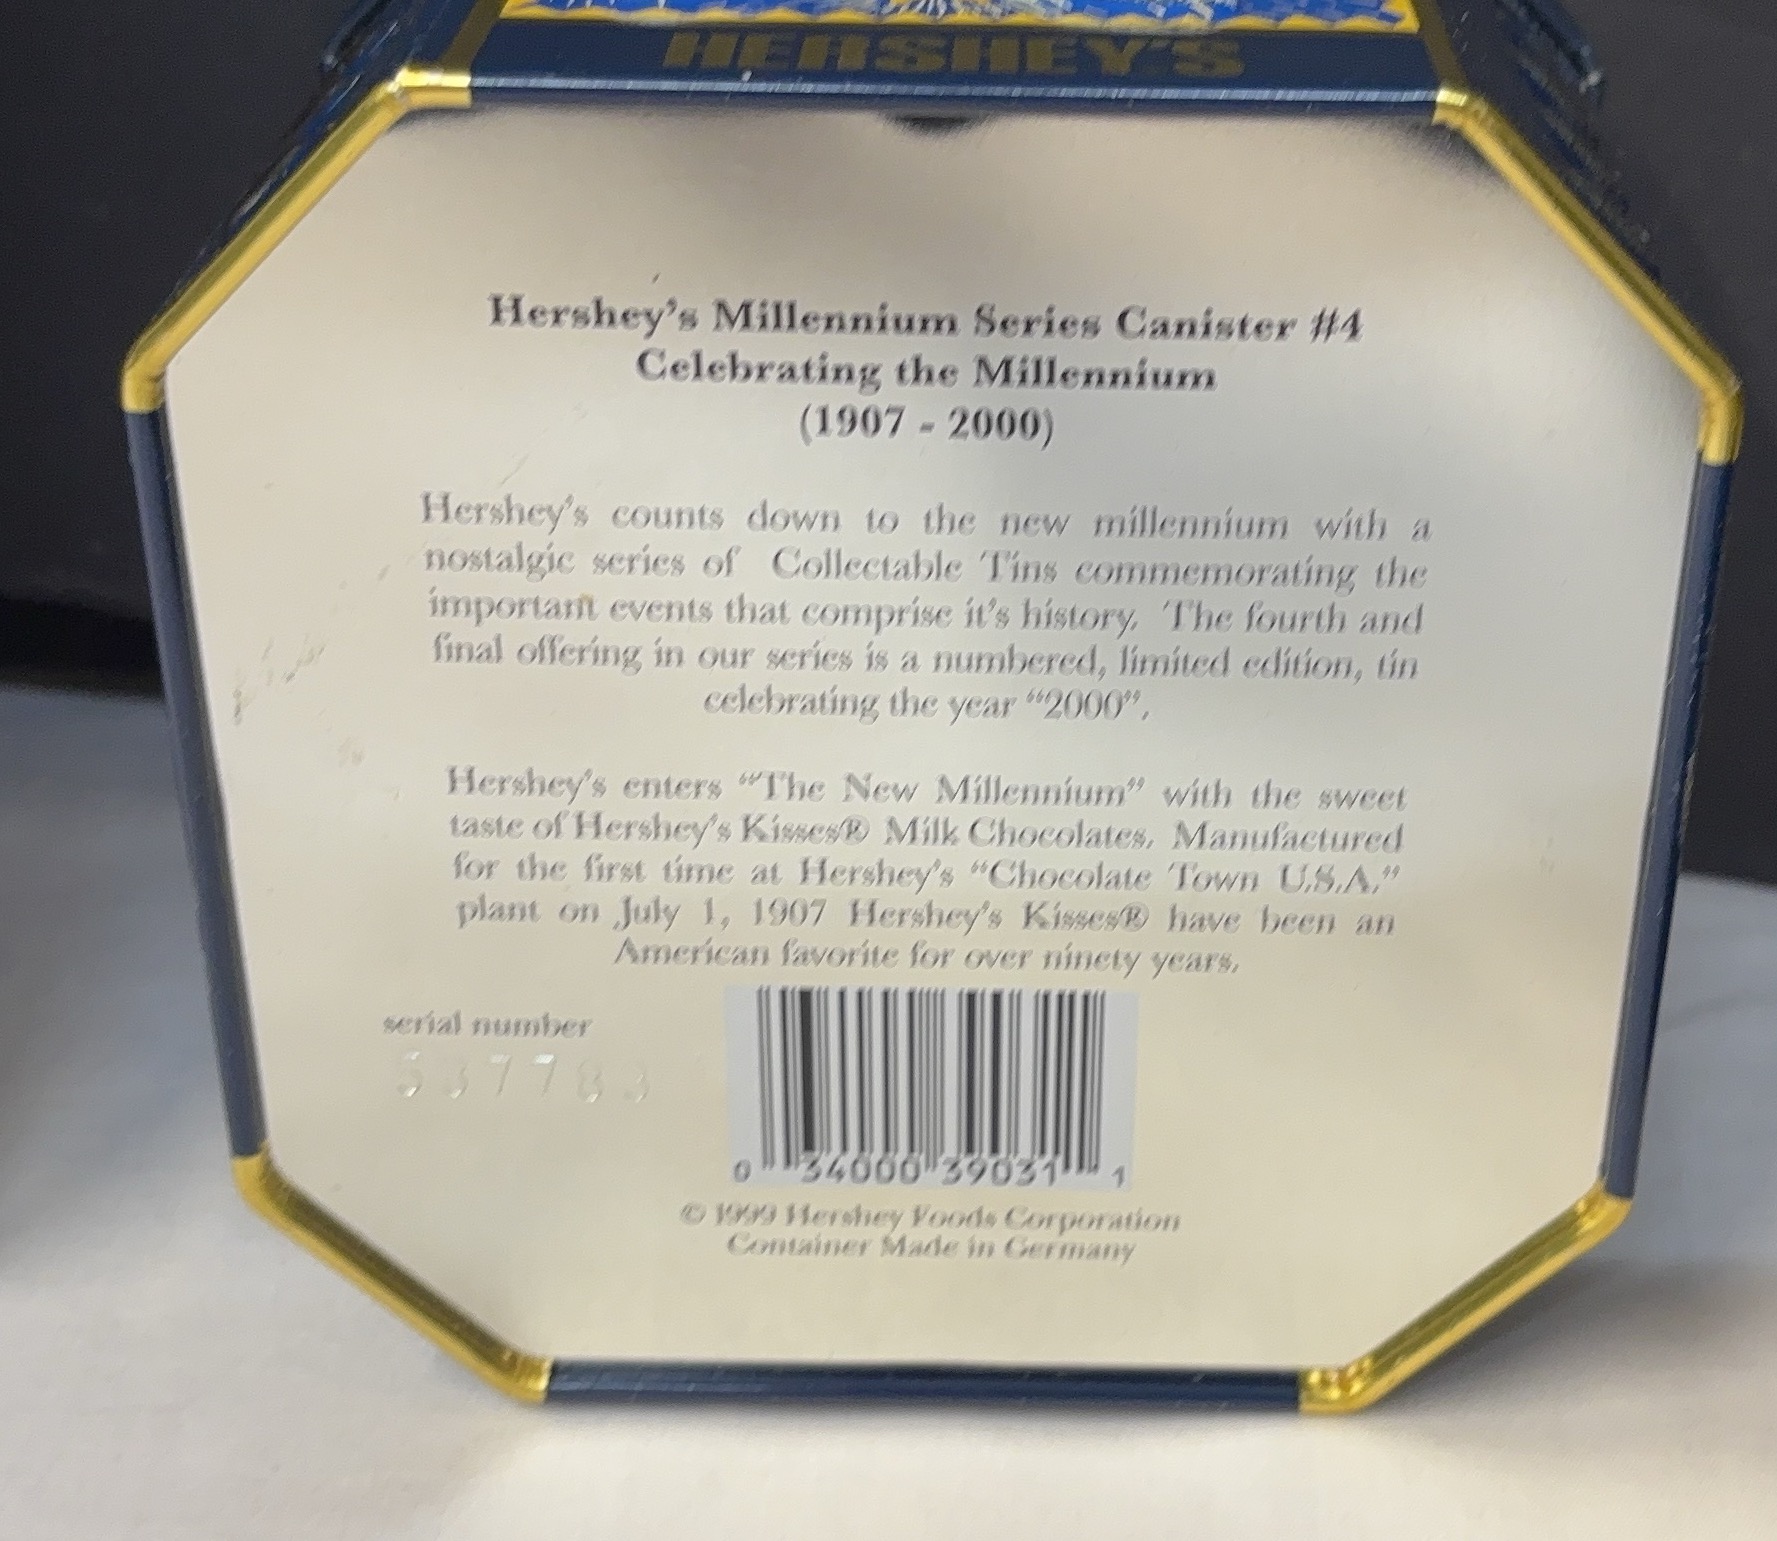 HERSHEY'S
Hershey's Millennium Series Canister #4
Celebrating the Millennium
(1907 - 2000)
Hershey's counts down to the new millennium with a
nostalgic series of Collectable Tins commemorating the
important events that comprise it's history. The fourth and
final offering in our series is a numbered, limited edition, tin
celebrating the year “2000”.
Hershey's enters “The New Millennium” with the sweet
taste of Hershey's Kisses® Milk Chocolates. Manufactured
for the first time at Hershey's “Chocolate Town U.S.A.”
plant on July 1, 1907 Hershey's Kisses® have been an
American favorite for over ninety years.
serial number
537783
0 34000 39031 1
© 1999 Hershey Foods Corporation
Container Made in Germany